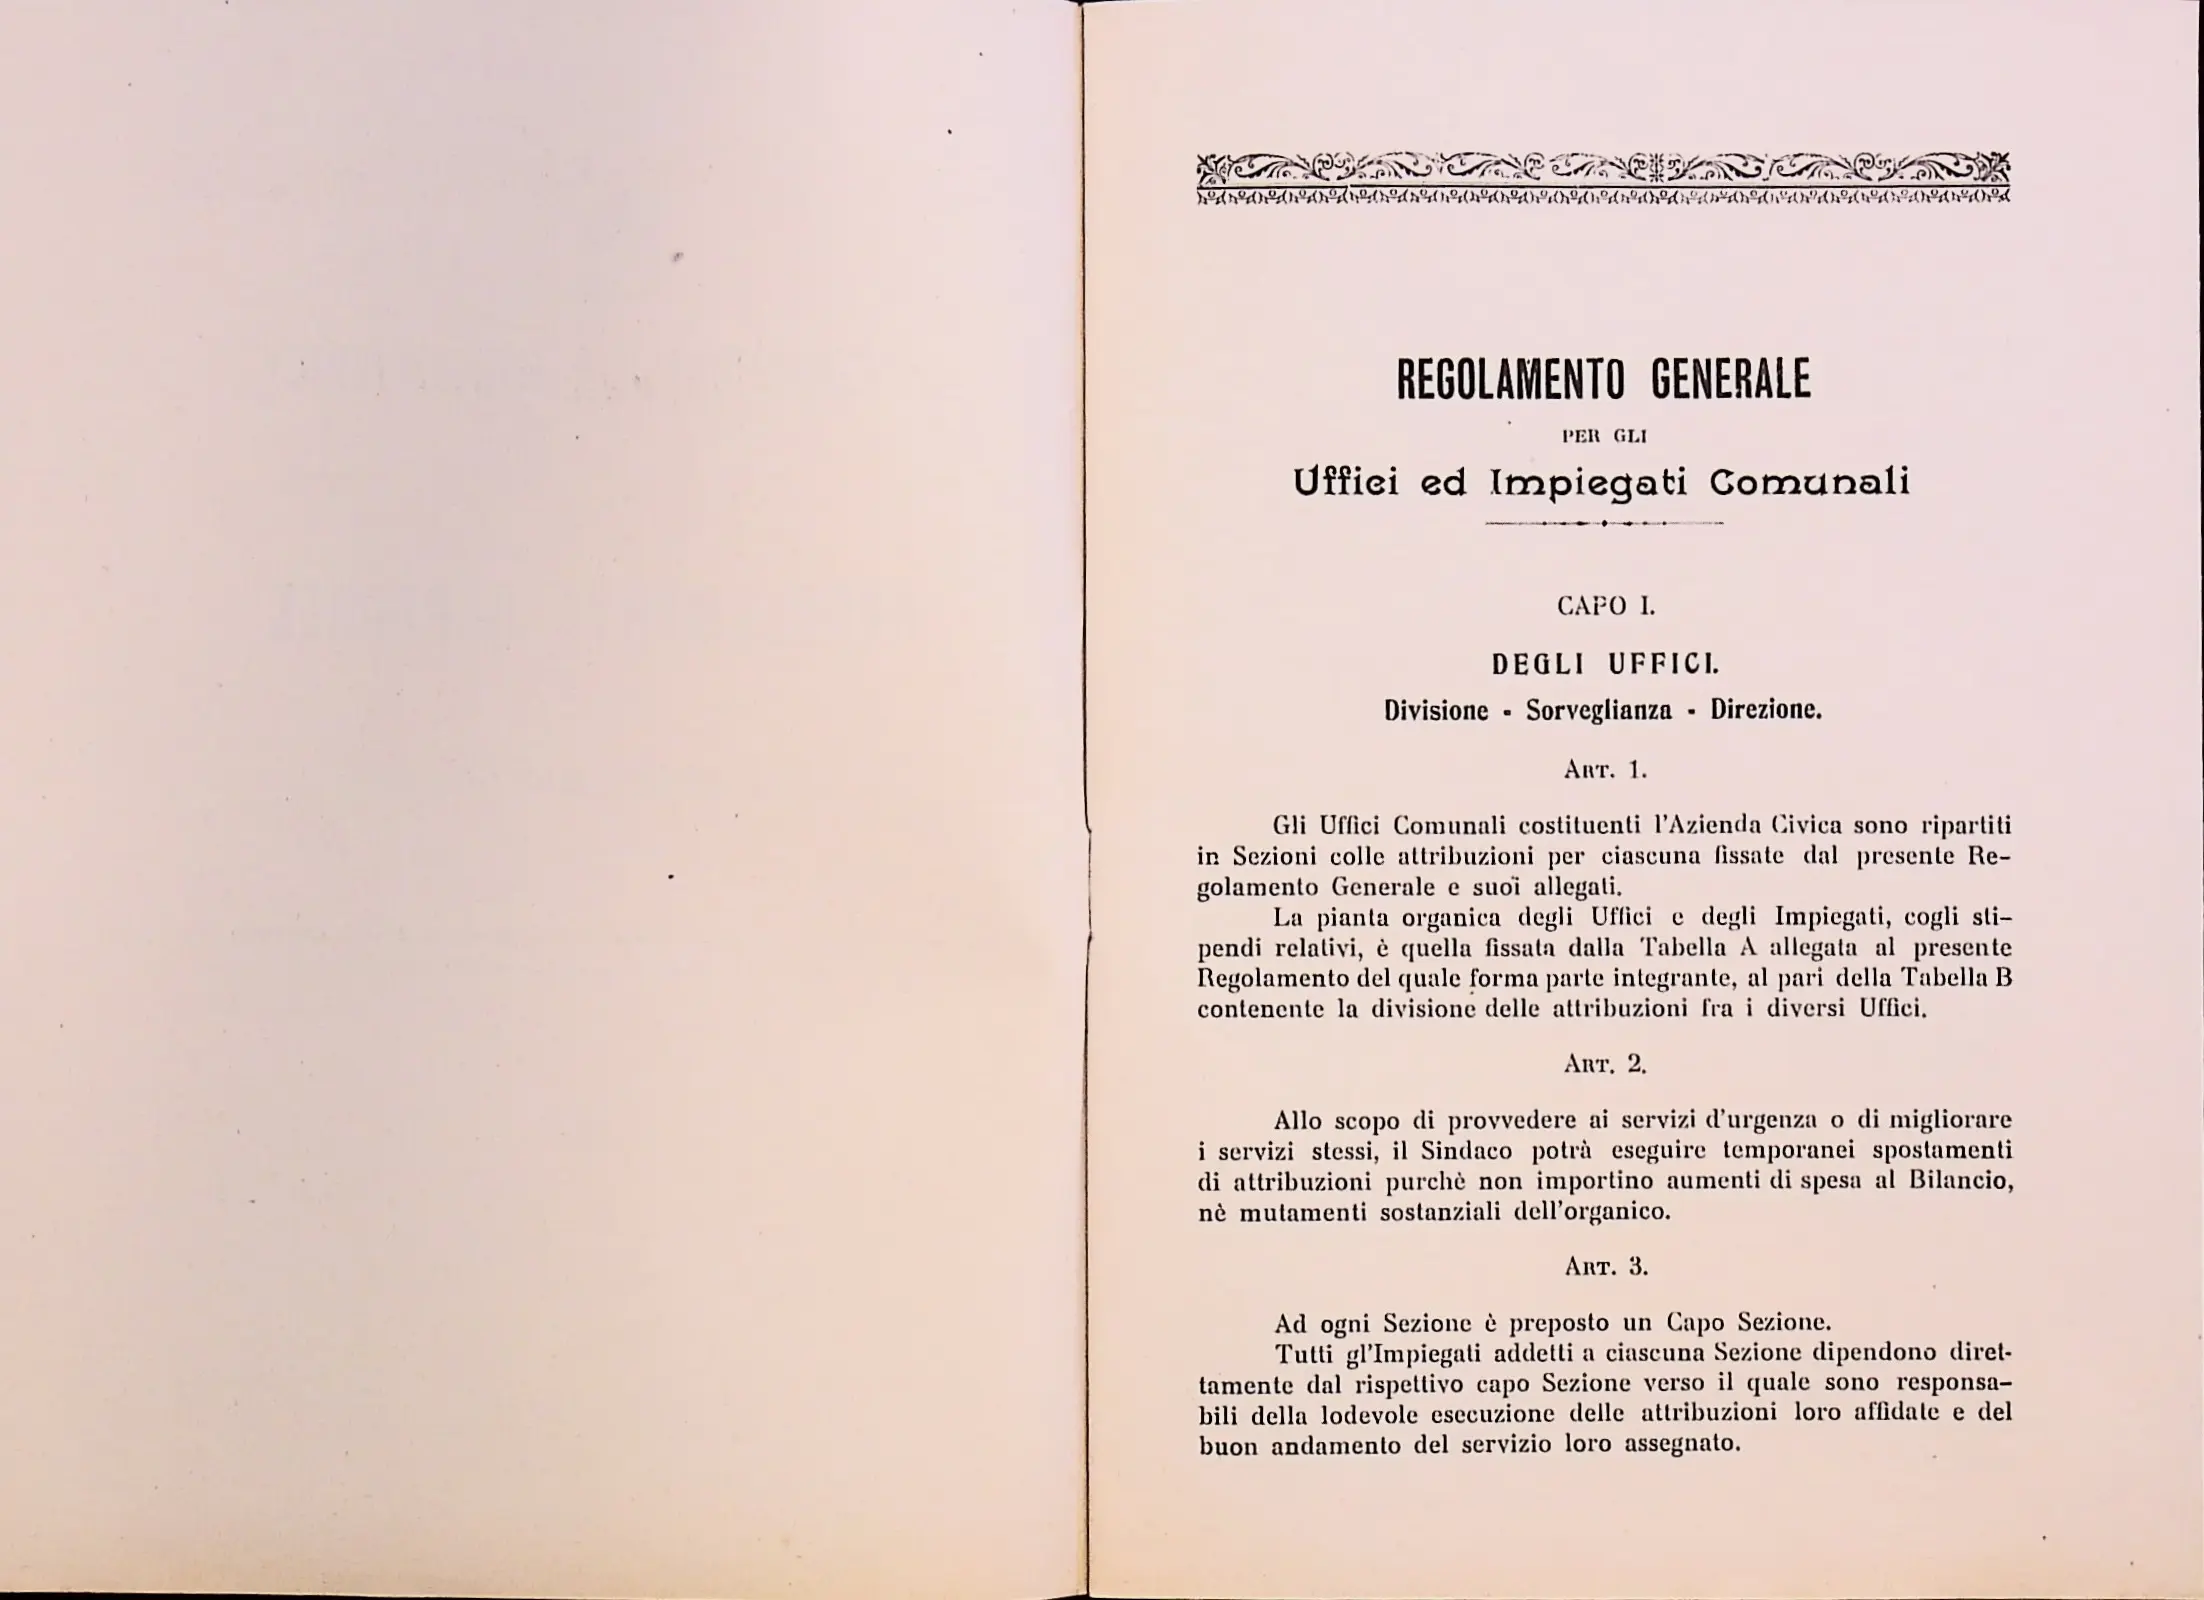 REGOLAMENTO GENERALE
PER GLI
Uffici ed Impiegati Comunali
CAPO I.
DEGLI UFFICI.
Divisione - Sorveglianza - Direzione.
ART. 1.
Gli Uffici Comunali costituenti l'Azienda Civica sono ripartiti
in Sezioni colle attribuzioni per ciascuna fissate dal presente Re-
golamento Generale e suoi allegati.
La pianta organica degli Uffici e degli Impiegati, cogli sti-
pendi relativi, è quella fissata dalla Tabella A allegata al presente
Regolamento del quale forma parte integrante, al pari della Tabella B
contenente la divisione delle attribuzioni fra i diversi Uffici.
ART. 2.
Allo scopo di provvedere ai servizi d'urgenza o di migliorare
i servizi stessi, il Sindaco potrà eseguire temporanei spostamenti
di attribuzioni purchè non importino aumenti di spesa al Bilancio,
nè mutamenti sostanziali dell'organico.
ART. 3.
Ad ogni Sezione è preposto un Capo Sezione.
Tutti gl'Impiegati addetti a ciascuna Sezione dipendono diret-
tamente dal rispettivo capo Sezione verso il quale sono responsa-
bili della lodevole esecuzione delle attribuzioni loro affidate e del
buon andamento del servizio loro assegnato.